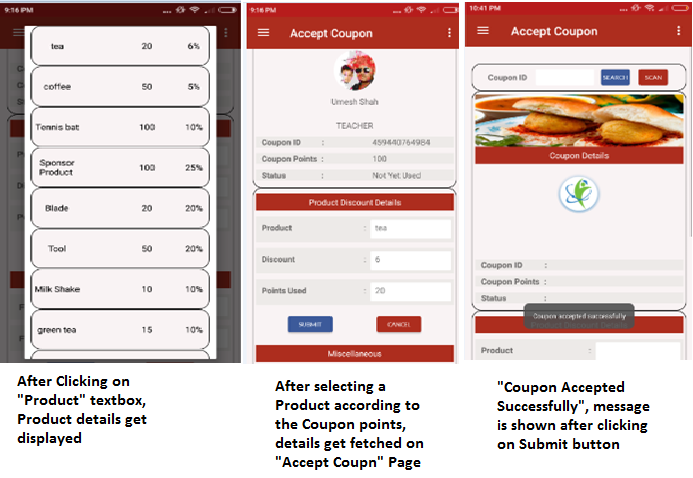 9:16 PM
tea 20 6%
coffee 50 5%
Tennis bat 100 10%
Sponsor
Product 100 25%
Blade 20 20%
Tool 50 20%
Milk Shake 10 10%
green tea 15 10%
After Clicking on
"Product" textbox,
Product details get
displayed
9:16 PM
Accept Coupon
Umesh Shah
TEACHER
Coupon ID : 459440764984
Coupon Points : 100
Status : Not Yet Used
Product Discount Details
Product : tea
Discount : 6
Points Used : 20
SUBMIT CANCEL
Miscellaneous
After selecting a
Product according to
the Coupon points,
details get fetched on
"Accept Coupn" Page
10:41 PM
Accept Coupon
Coupon ID : SEARCH SCAN
Coupon Details
Coupon ID :
Coupon Points :
Status :
Coupon accepted successfully
Product Discount Details
Product :
"Coupon Accepted
Successfully", message
is shown after clicking
on Submit button